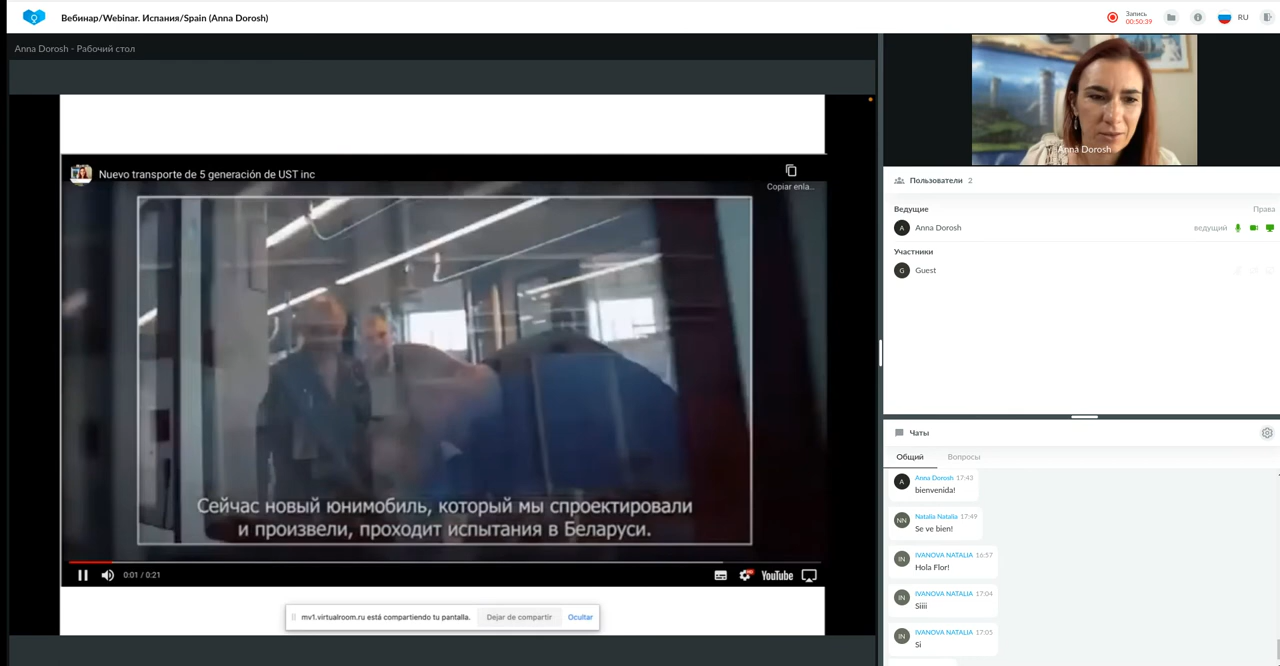 Вебинар/Webinar. Испания/Spain (Anna Dorosh)
Запись
00:50:39
RU
Anna Dorosh - Рабочий стол
Nuevo transporte de 5 generación de UST inc
Copiar enla...
Сейчас новый юнимобиль, который мы спроектировали
и произвели, проходит испытания в Беларуси.
0:01 / 0:21
YouTube
mv1.virtualroom.ru está compartiendo tu pantalla.
Dejar de compartir
Ocultar
Anna Dorosh
Пользователи 2
Ведущие
Права
A
Anna Dorosh
ведущий
Участники
G
Guest
Чаты
Общий
Вопросы
A
Anna Dorosh 17:43
bienvenida!
NN
Natalia Natalia 17:49
Se ve bien!
IN
IVANOVA NATALIA 16:57
Hola Flor!
IN
IVANOVA NATALIA 17:04
Siiii
IN
IVANOVA NATALIA 17:05
Si